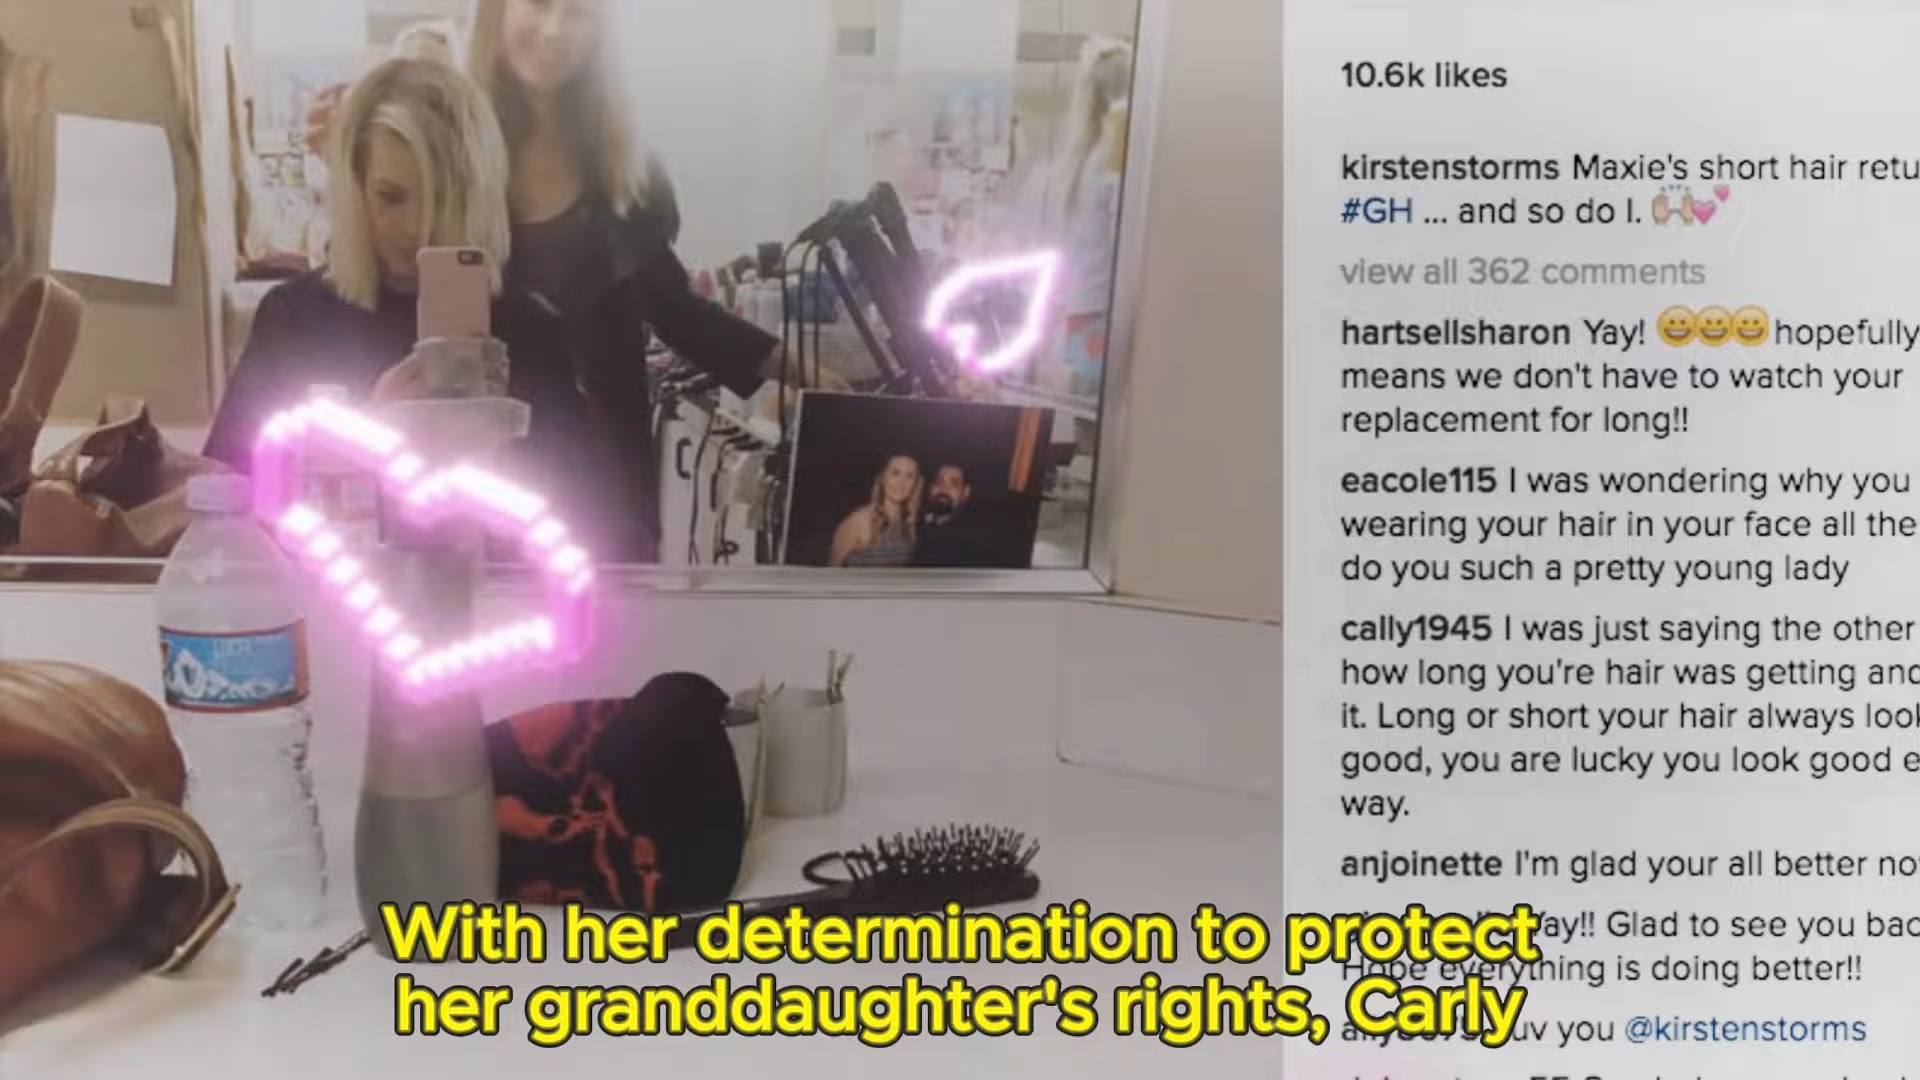 10.6k likes
kirstenstorms Maxie's short hair retu
#GH ... and so do I. 🙌🏼💕
view all 362 comments
hartsellsharon Yay! 😀😀😀 hopefully
means we don't have to watch your
replacement for long!!
eacole115 I was wondering why you
wearing your hair in your face all the
do you such a pretty young lady
cally1945 I was just saying the other
how long you're hair was getting and
it. Long or short your hair always look
good, you are lucky you look good e
way.
anjoinette I'm glad your all better no
Yay!! Glad to see you bac
Hope everything is doing better!!
uv you @kirstenstorms
With her determination to protect
her granddaughter's rights, Carly